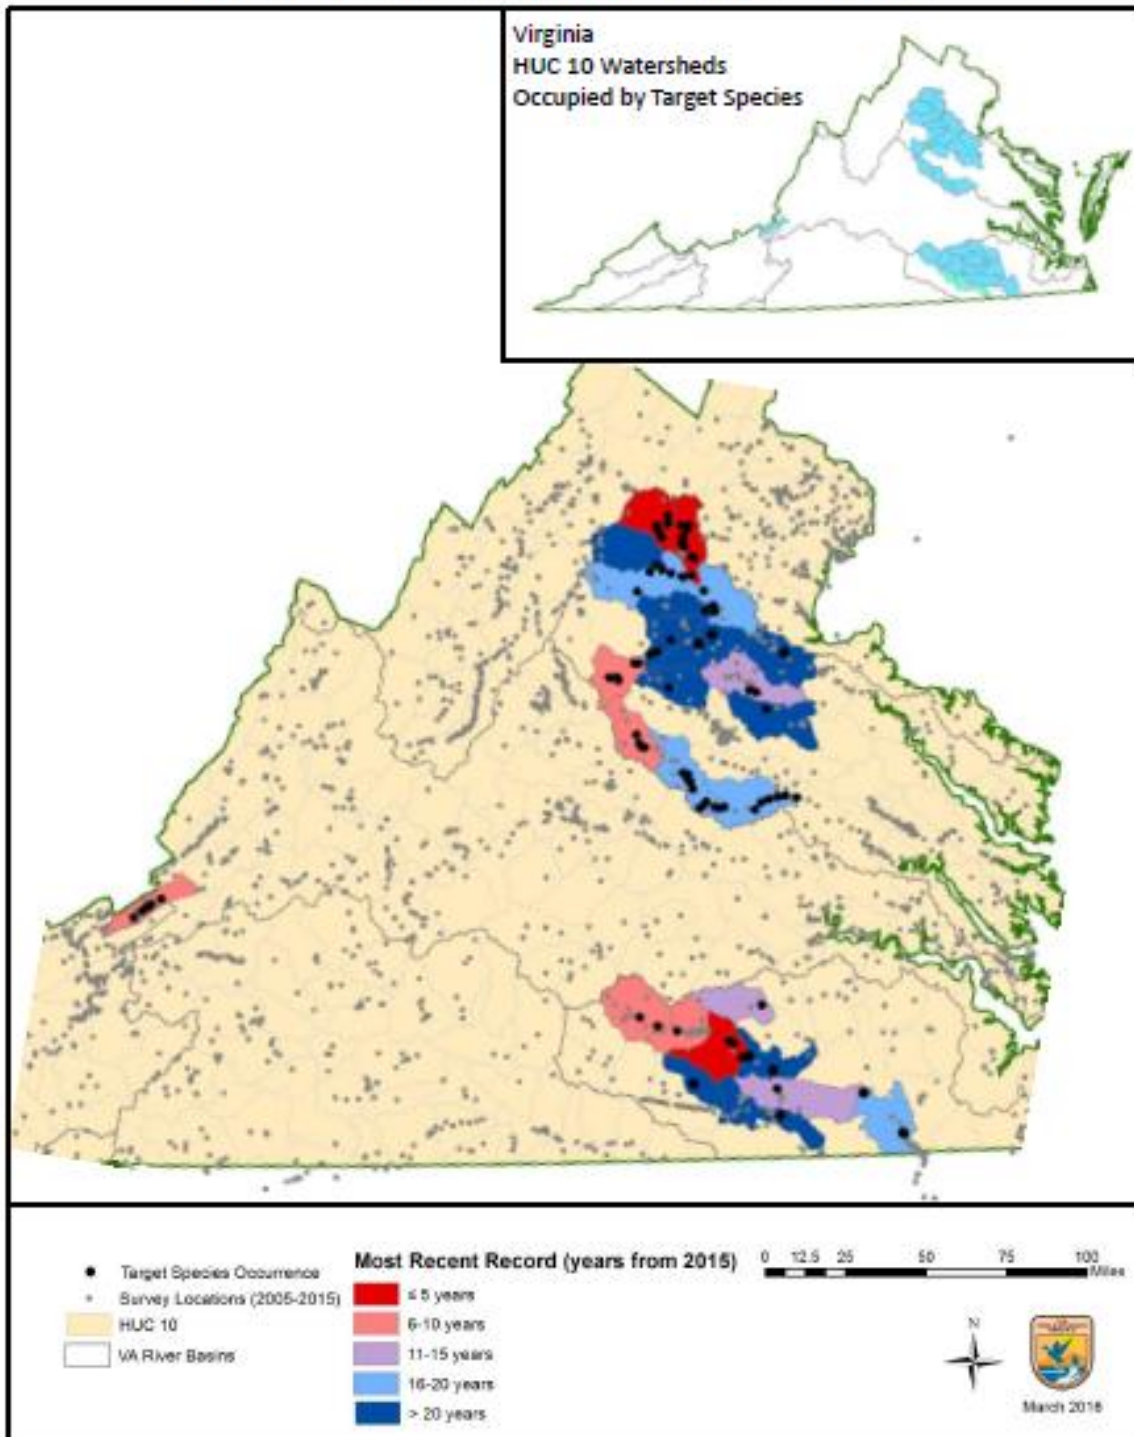 Virginia
HUC 10 Watersheds
Occupied by Target Species
Target Species Occurrence
Survey Locations (2005-2015)
HUC 10
VA River Basins
Most Recent Record (years from 2015)
≤ 5 years
6-10 years
11-15 years
16-20 years
> 20 years
0 12.5 25 50 75 100
Miles
N
March 2016